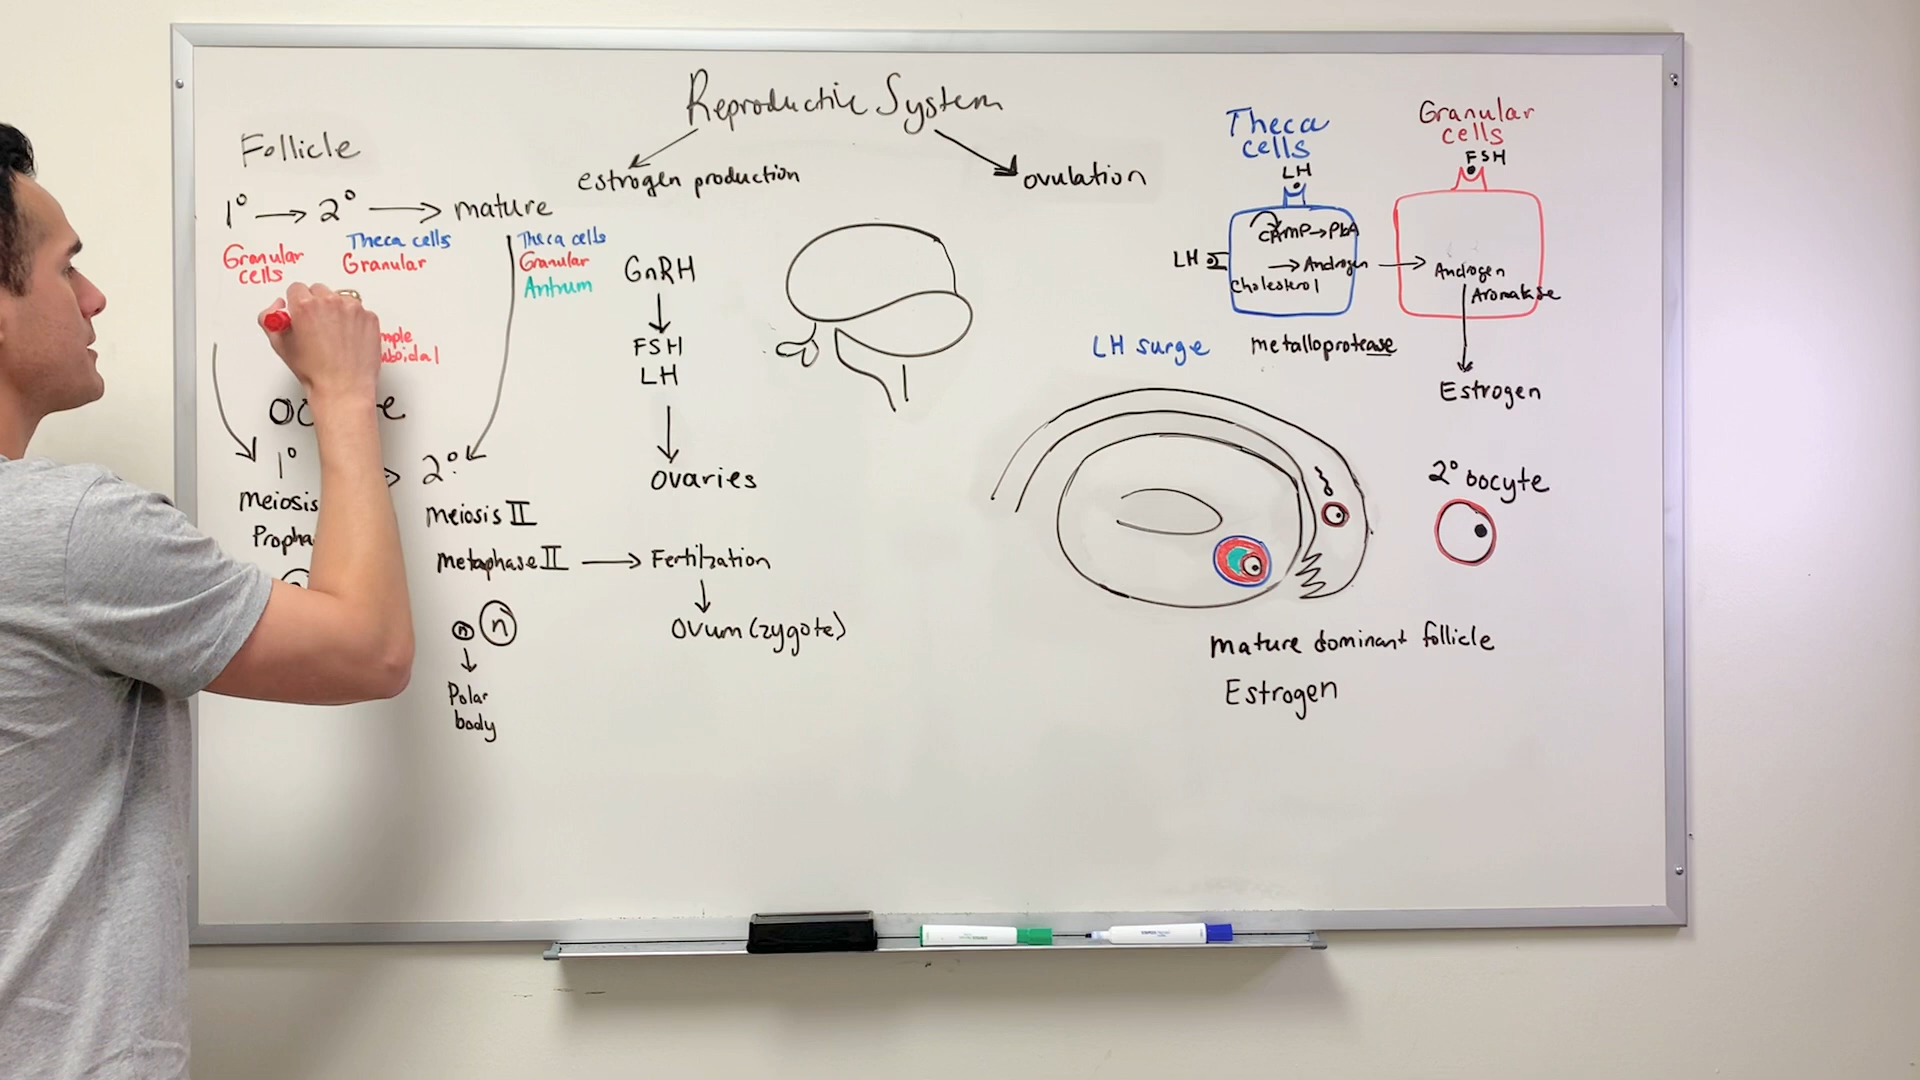 Reproductive System
estrogen production
ovulation
Follicle
1° → 2° → mature
Granular
cells
Theca cells
Granular
Theca cells
Granular
Antrum
1° → 2°
Meiosis
Meiosis II
Metaphase II → Fertilization
n n
Polar
body
Ovum (zygote)
GnRH
FSH
LH
Ovaries
Theca
cells
LH
cAMP → PKA
LH
→ Androgen →
Cholesterol
Granular
cells
FSH
Androgen
Aromatase
Estrogen
LH surge
metalloprotease
2° oocyte
mature dominant follicle
Estrogen